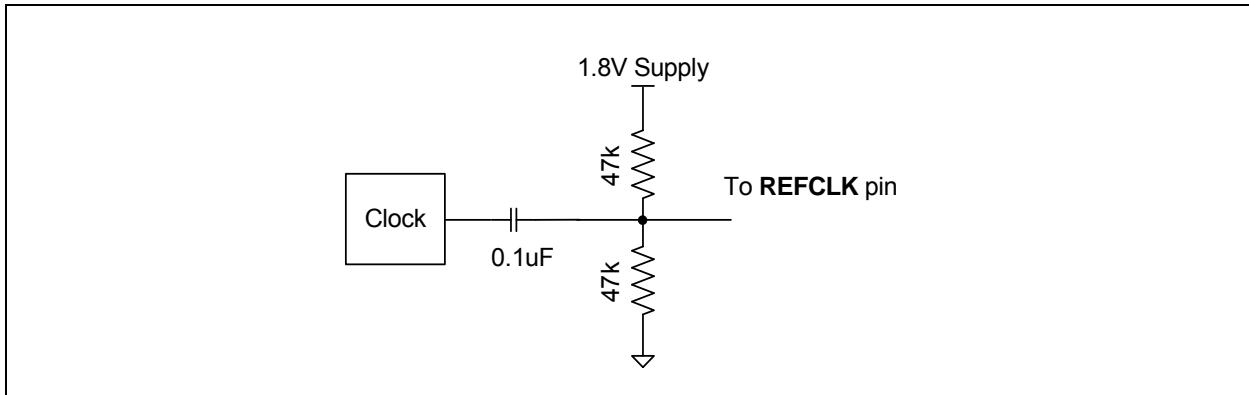 1.8V Supply
47k
To REFCLK pin
Clock
0.1uF
47k